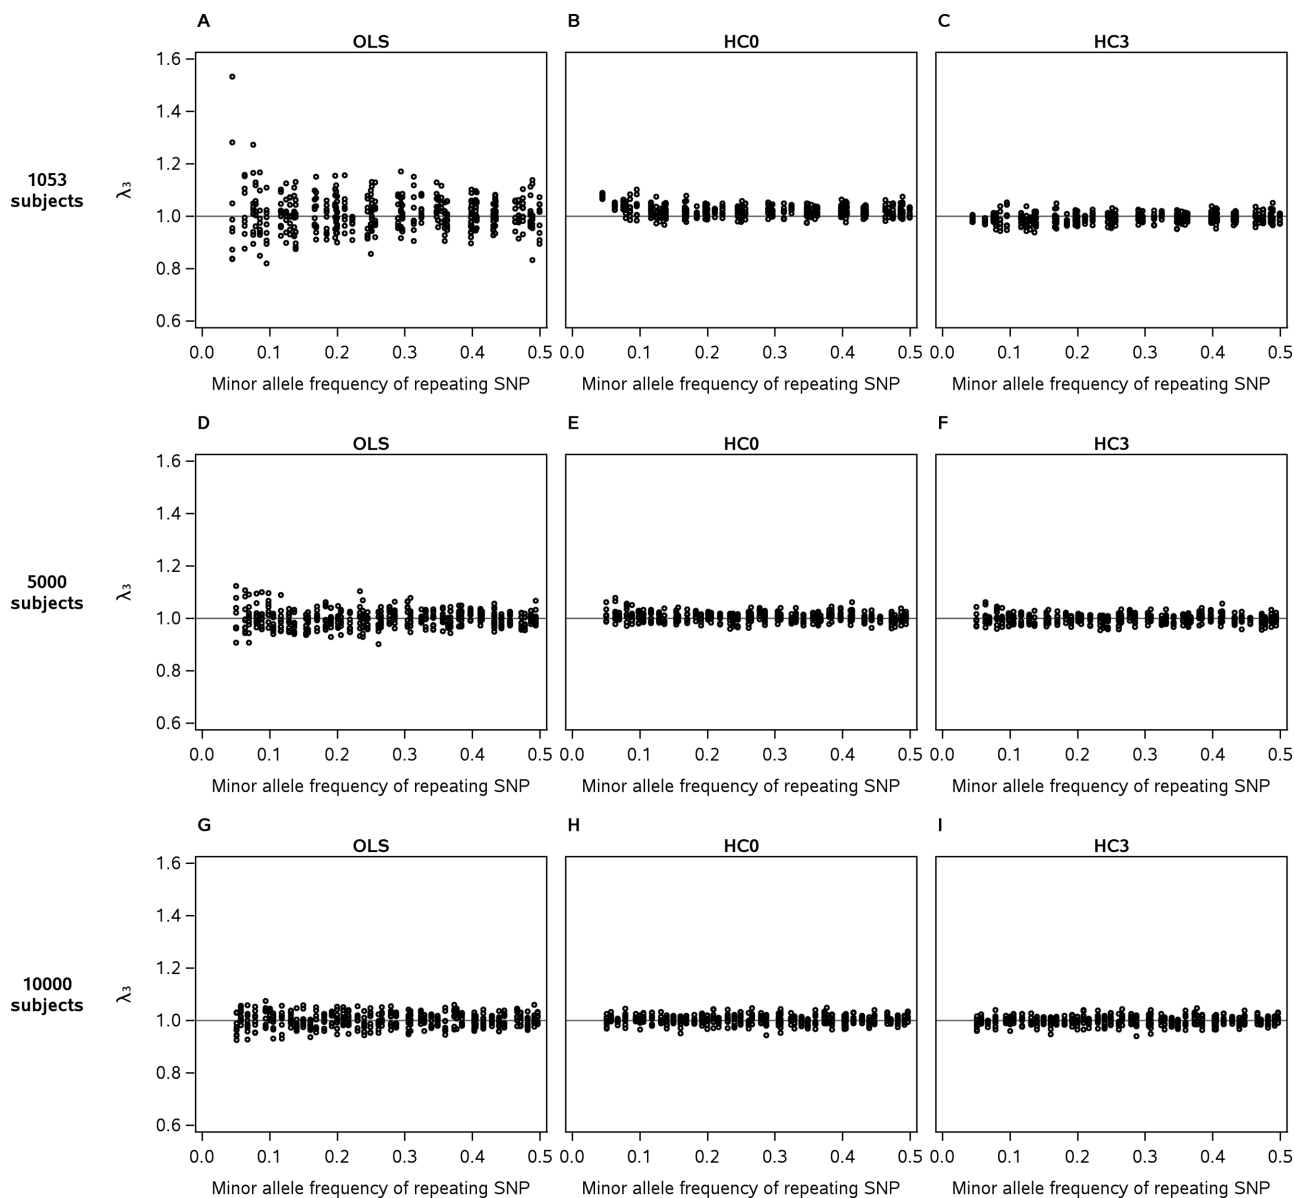 A B C
OLS HC0 HC3
1.6
1.4
1.2
1053
subjects
λ₃
1.0
0.8
0.6
0.0 0.1 0.2 0.3 0.4 0.5 0.0 0.1 0.2 0.3 0.4 0.5 0.0 0.1 0.2 0.3 0.4 0.5
Minor allele frequency of repeating SNP Minor allele frequency of repeating SNP Minor allele frequency of repeating SNP
D E F
OLS HC0 HC3
1.6
1.4
1.2
5000
subjects
λ₃
1.0
0.8
0.6
0.0 0.1 0.2 0.3 0.4 0.5 0.0 0.1 0.2 0.3 0.4 0.5 0.0 0.1 0.2 0.3 0.4 0.5
Minor allele frequency of repeating SNP Minor allele frequency of repeating SNP Minor allele frequency of repeating SNP
G H I
OLS HC0 HC3
1.6
1.4
1.2
10000
subjects
λ₃
1.0
0.8
0.6
0.0 0.1 0.2 0.3 0.4 0.5 0.0 0.1 0.2 0.3 0.4 0.5 0.0 0.1 0.2 0.3 0.4 0.5
Minor allele frequency of repeating SNP Minor allele frequency of repeating SNP Minor allele frequency of repeating SNP